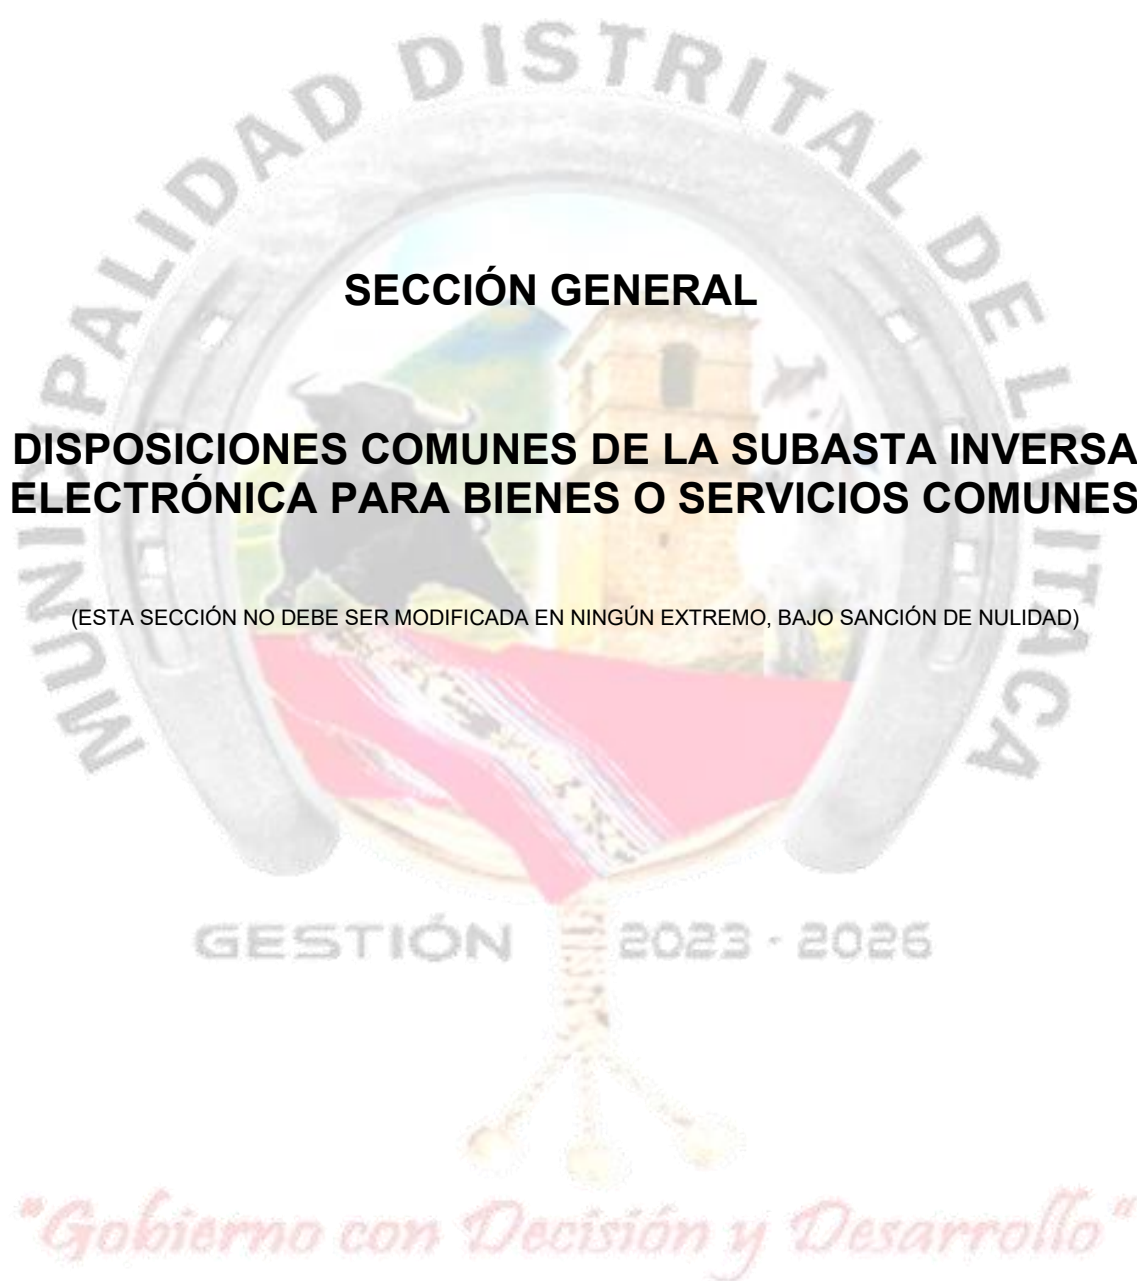 MUNICIPALIDAD DISTRITAL DE LIVITACA
SECCIÓN GENERAL
DISPOSICIONES COMUNES DE LA SUBASTA INVERSA
ELECTRÓNICA PARA BIENES O SERVICIOS COMUNES
(ESTA SECCIÓN NO DEBE SER MODIFICADA EN NINGÚN EXTREMO, BAJO SANCIÓN DE NULIDAD)
GESTIÓN 2023 - 2026
"Gobierno con Decisión y Desarrollo"